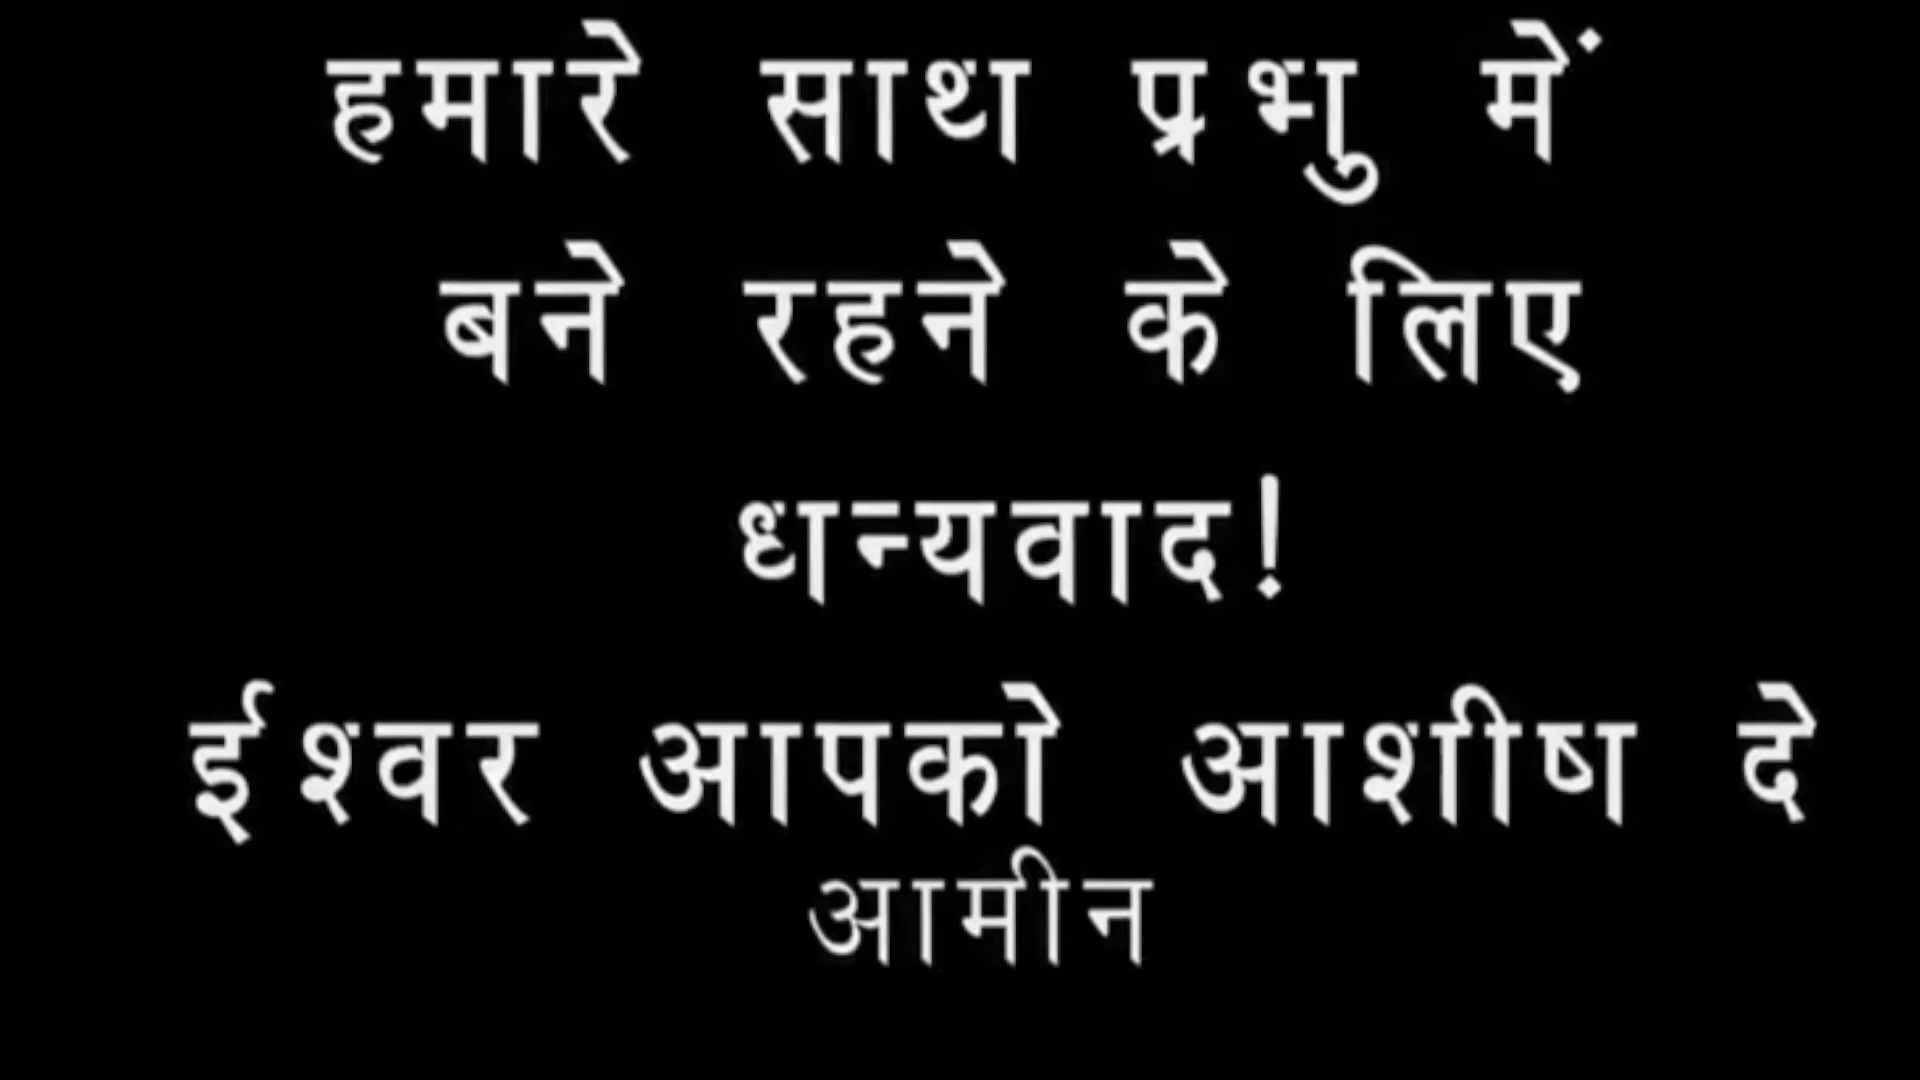 हमारे साथ प्रभु में
बने रहने के लिए
धन्यवाद!
ईश्वर आपको आशीष दे
आमीन